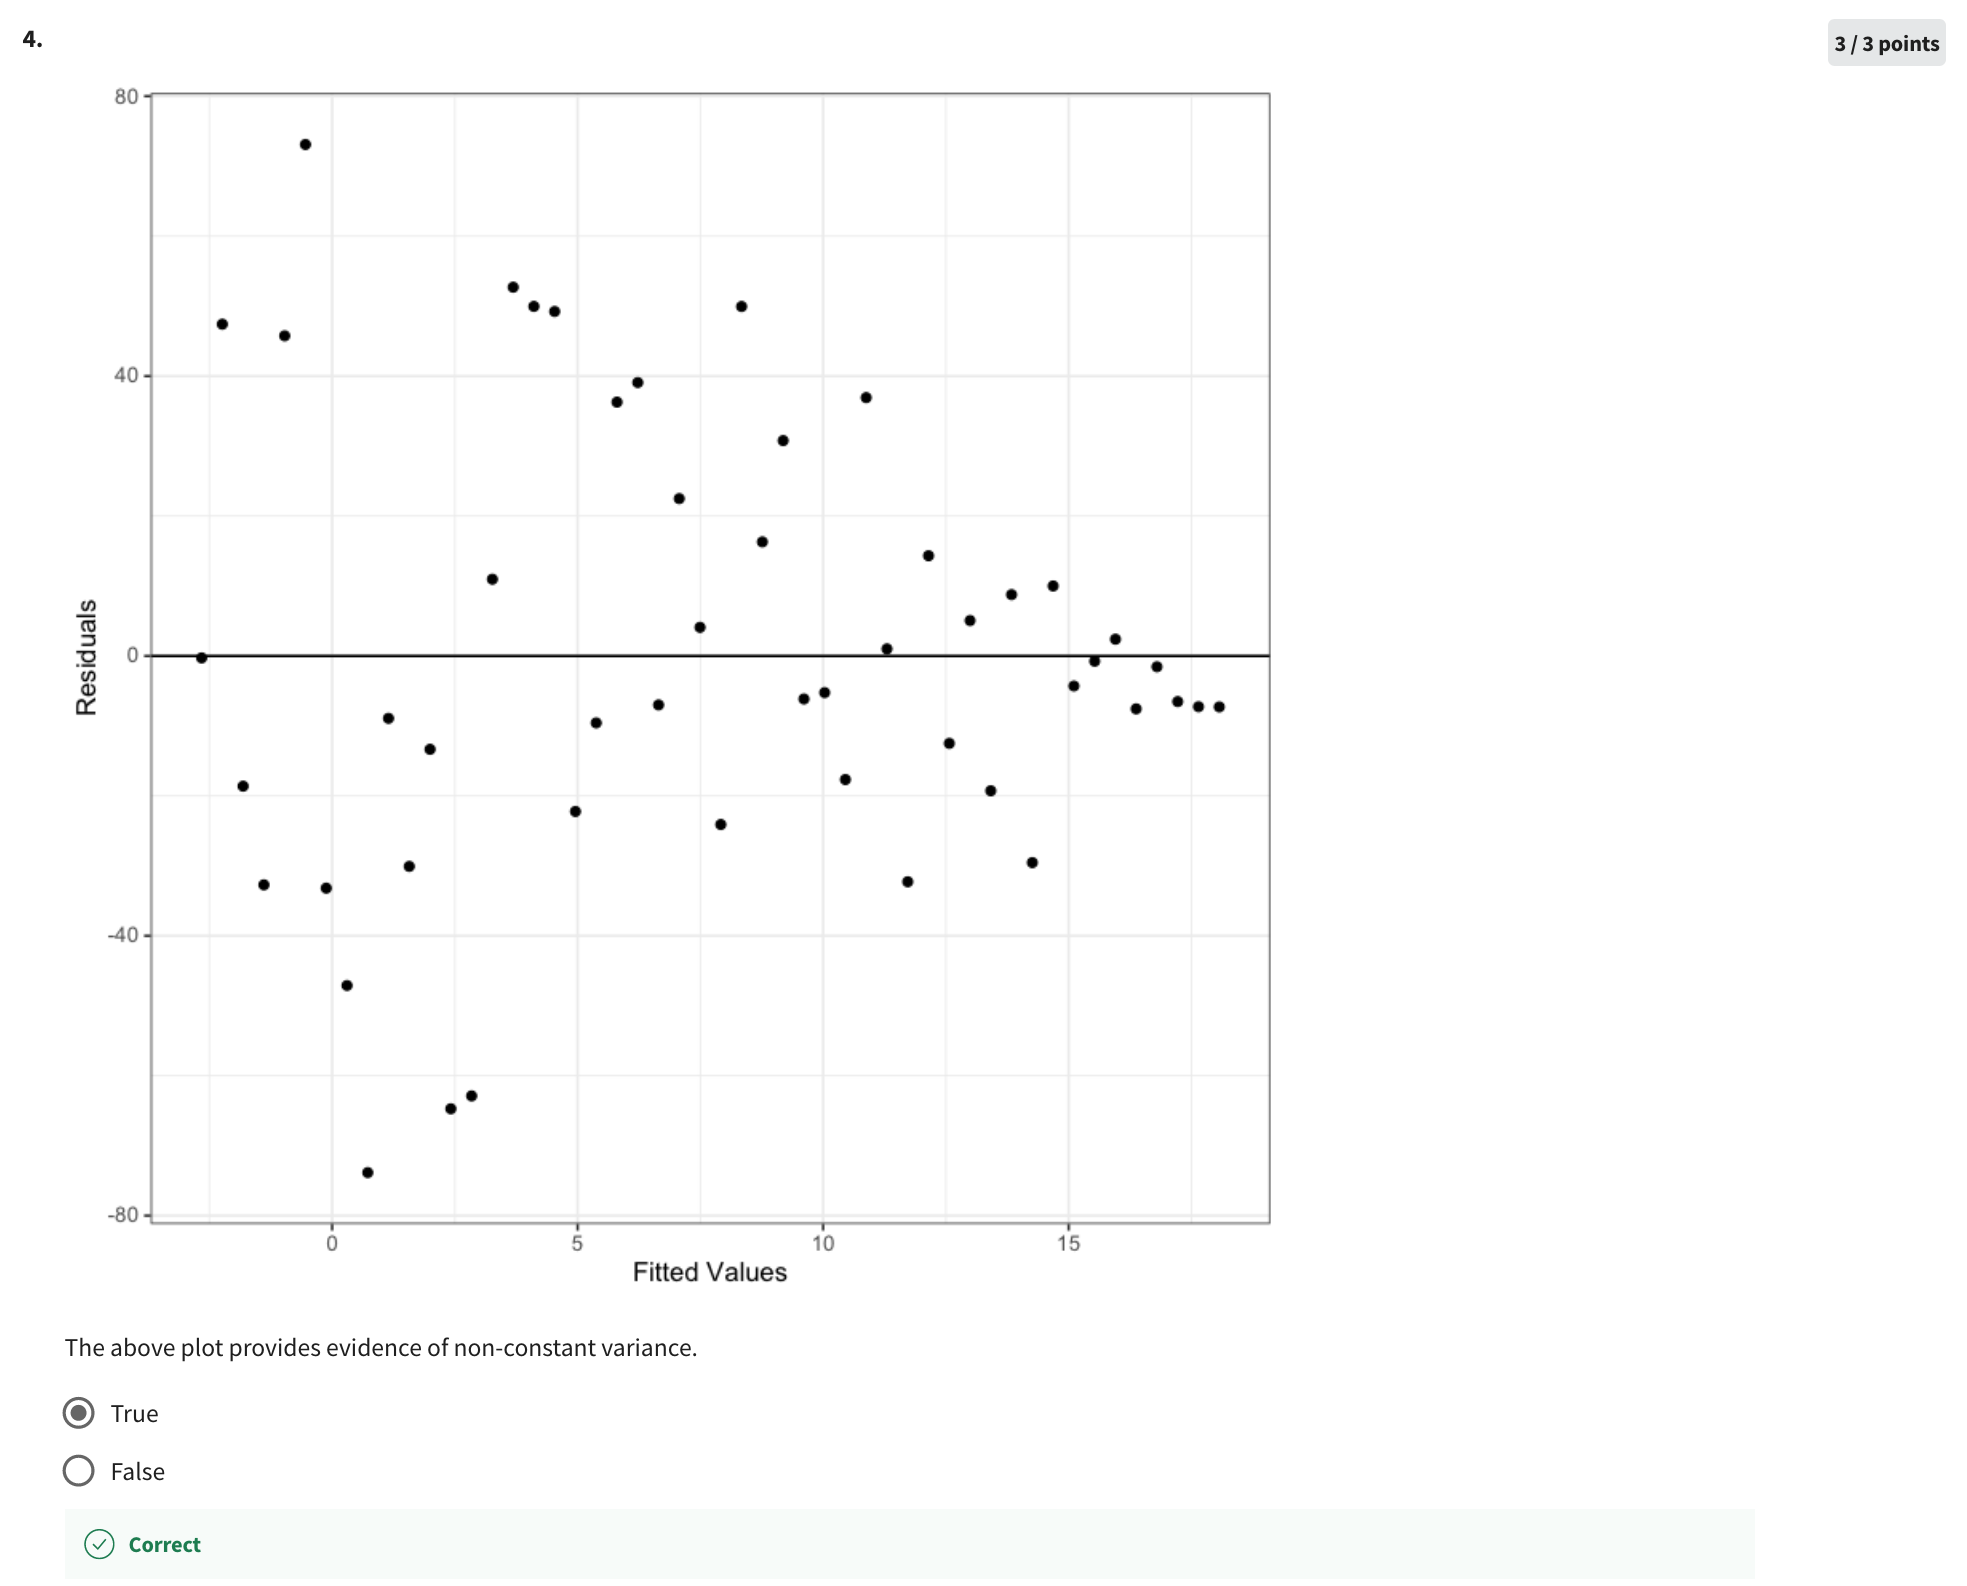 4.
3 / 3 points
80
40
0
-40
-80
Residuals
0 5 10 15
Fitted Values
The above plot provides evidence of non-constant variance.
True
False
Correct